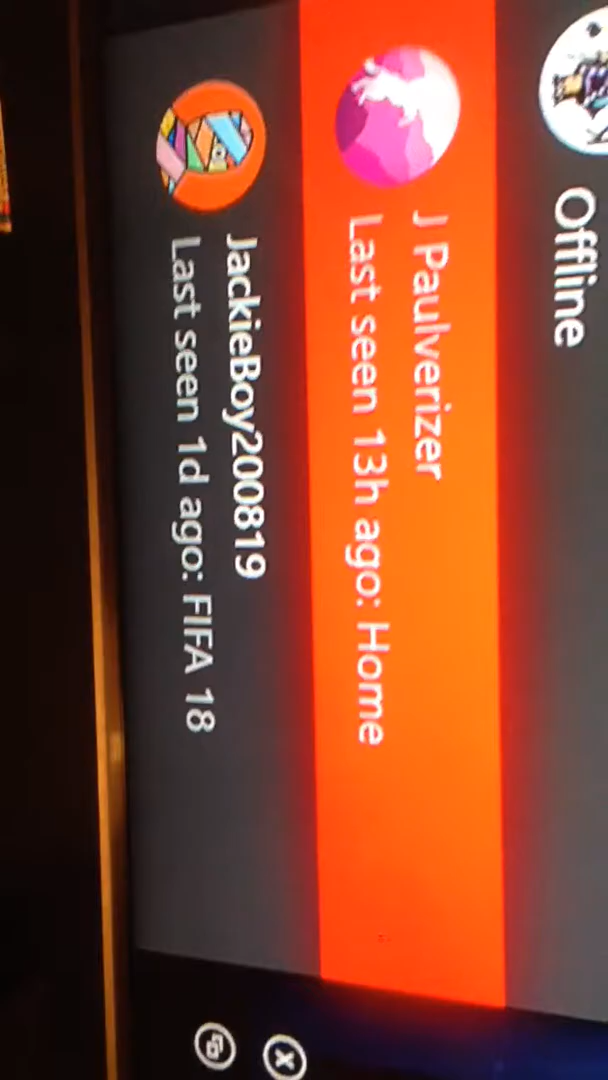 Offline
J Paulverizer
Last seen 13h ago: Home
JackieBoy200819
Last seen 1d ago: FIFA 18
X